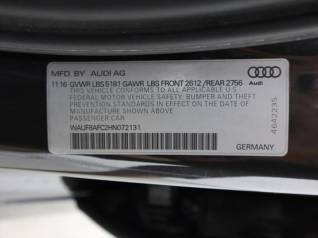 MFD. BY: AUDI AG
11.16 GVWR LBS 5181 GAWR LBS FRONT 2612 / REAR 2756
THIS VEHICLE CONFORMS TO ALL APPLICABLE FEDERAL
MOTOR VEHICLE SAFETY, BUMPER AND THEFT
PREVENTION STANDARDS IN EFFECT ON THE DATE
OF MANUFACTURE SHOWN ABOVE
PASSENGER CAR
WAUF8AFC2HN072131
GERMANY
Audi
4642235